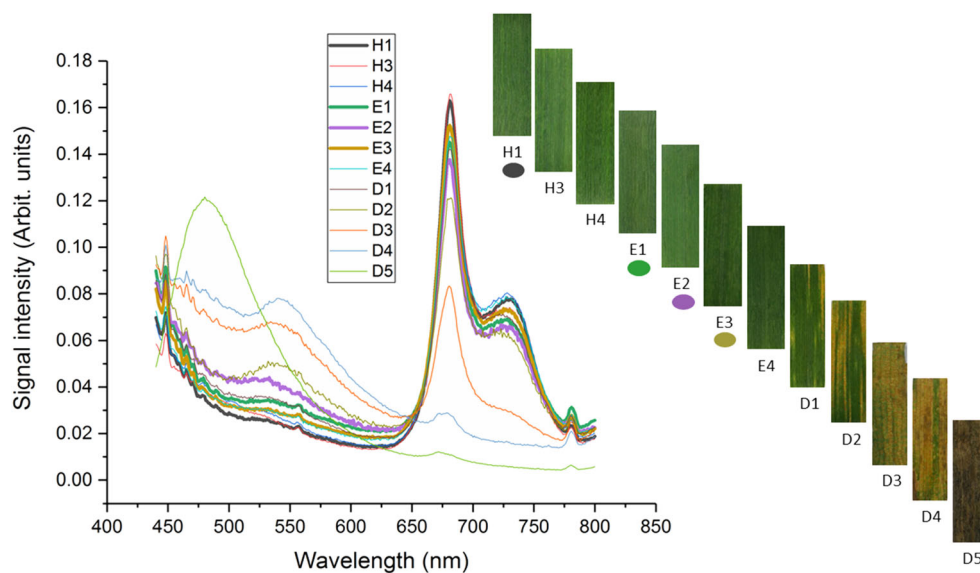 H1
H3
H4
E1
E2
E3
E4
D1
D2
D3
D4
D5
Signal intensity (Arbit. units)
0.18
0.16
0.14
0.12
0.10
0.08
0.06
0.04
0.02
0.00
400 450 500 550 600 650 700 750 800 850
Wavelength (nm)
H1
H3
H4
E1
E2
E3
E4
D1
D2
D3
D4
D5